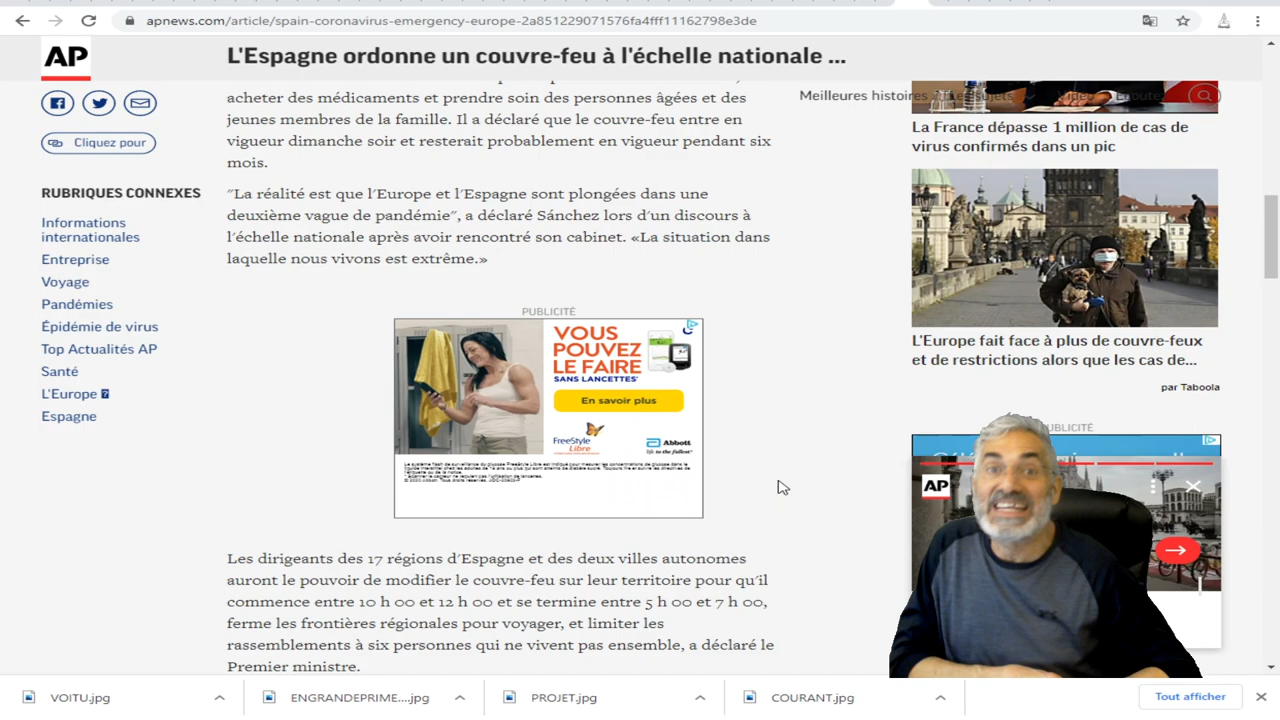 apnews.com/article/spain-coronavirus-emergency-europe-2a851229071576fa4fff11162798e3de
AP
L'Espagne ordonne un couvre-feu à l'échelle nationale ...
Meilleures histoires
Cliquez pour
RUBRIQUES CONNEXES
Informations
internationales
Entreprise
Voyage
Pandémies
Épidémie de virus
Top Actualités AP
Santé
L'Europe
Espagne
acheter des médicaments et prendre soin des personnes âgées et des
jeunes membres de la famille. Il a déclaré que le couvre-feu entre en
vigueur dimanche soir et resterait probablement en vigueur pendant six
mois.
"La réalité est que l'Europe et l'Espagne sont plongées dans une
deuxième vague de pandémie", a déclaré Sánchez lors d'un discours à
l'échelle nationale après avoir rencontré son cabinet. «La situation dans
laquelle nous vivons est extrême.»
PUBLICITÉ
VOUS
POUVEZ
LE FAIRE
SANS LANCETTES*
En savoir plus
FreeStyle
Libre
Abbott
life to the fullest*
Les dirigeants des 17 régions d'Espagne et des deux villes autonomes
auront le pouvoir de modifier le couvre-feu sur leur territoire pour qu'il
commence entre 10 h 00 et 12 h 00 et se termine entre 5 h 00 et 7 h 00,
ferme les frontières régionales pour voyager, et limiter les
rassemblements à six personnes qui ne vivent pas ensemble, a déclaré le
Premier ministre.
La France dépasse 1 million de cas de
virus confirmés dans un pic
L'Europe fait face à plus de couvre-feux
et de restrictions alors que les cas de...
par Taboola
PUBLICITÉ
AP
VOITU.jpg
ENGRANDEPRIME....jpg
PROJET.jpg
COURANT.jpg
Tout afficher